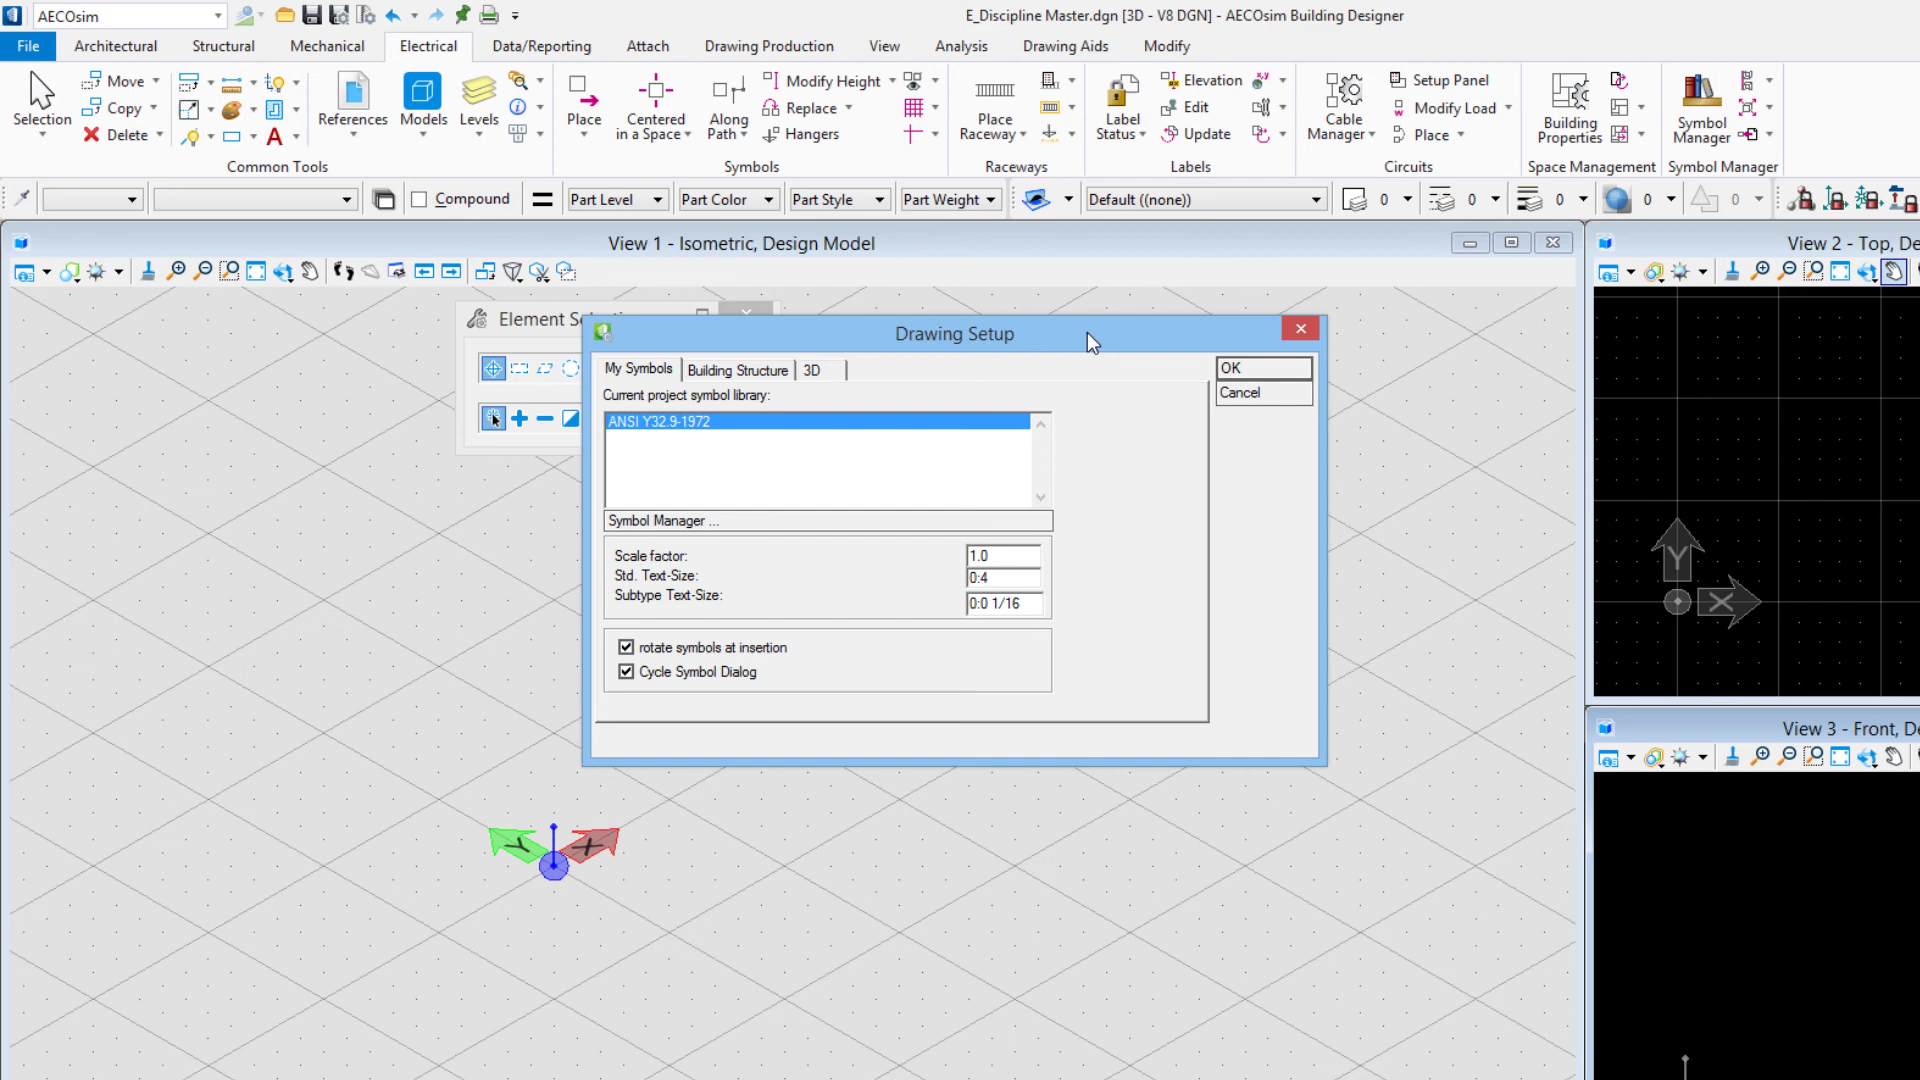 AECOsim
E_Discipline Master.dgn [3D - V8 DGN] - AECOsim Building Designer
File Architectural Structural Mechanical Electrical Data/Reporting Attach Drawing Production View Analysis Drawing Aids Modify
Selection
Move
Copy
Delete
A
References
Models
Levels
Common Tools
Place
Centered
in a Space
Along
Path
Modify Height
Replace
Hangers
Symbols
Place
Raceway
Raceways
Label
Status
Elevation
Edit
Update
Labels
Cable
Manager
Setup Panel
Modify Load
Place
Circuits
Building
Properties
Space Management
Symbol
Manager
Symbol Manager
Compound
Part Level
Part Color
Part Style
Part Weight
Default ((none))
0
0
0
0
0
View 1 - Isometric, Design Model
View 2 - Top, De
Drawing Setup
My Symbols
Building Structure
3D
OK
Cancel
Current project symbol library:
ANSI Y32.9-1972
Symbol Manager ...
Scale factor: 1.0
Std. Text-Size: 0:4
Subtype Text-Size: 0:0 1/16
rotate symbols at insertion
Cycle Symbol Dialog
Y
X
Y
X
View 3 - Front, De